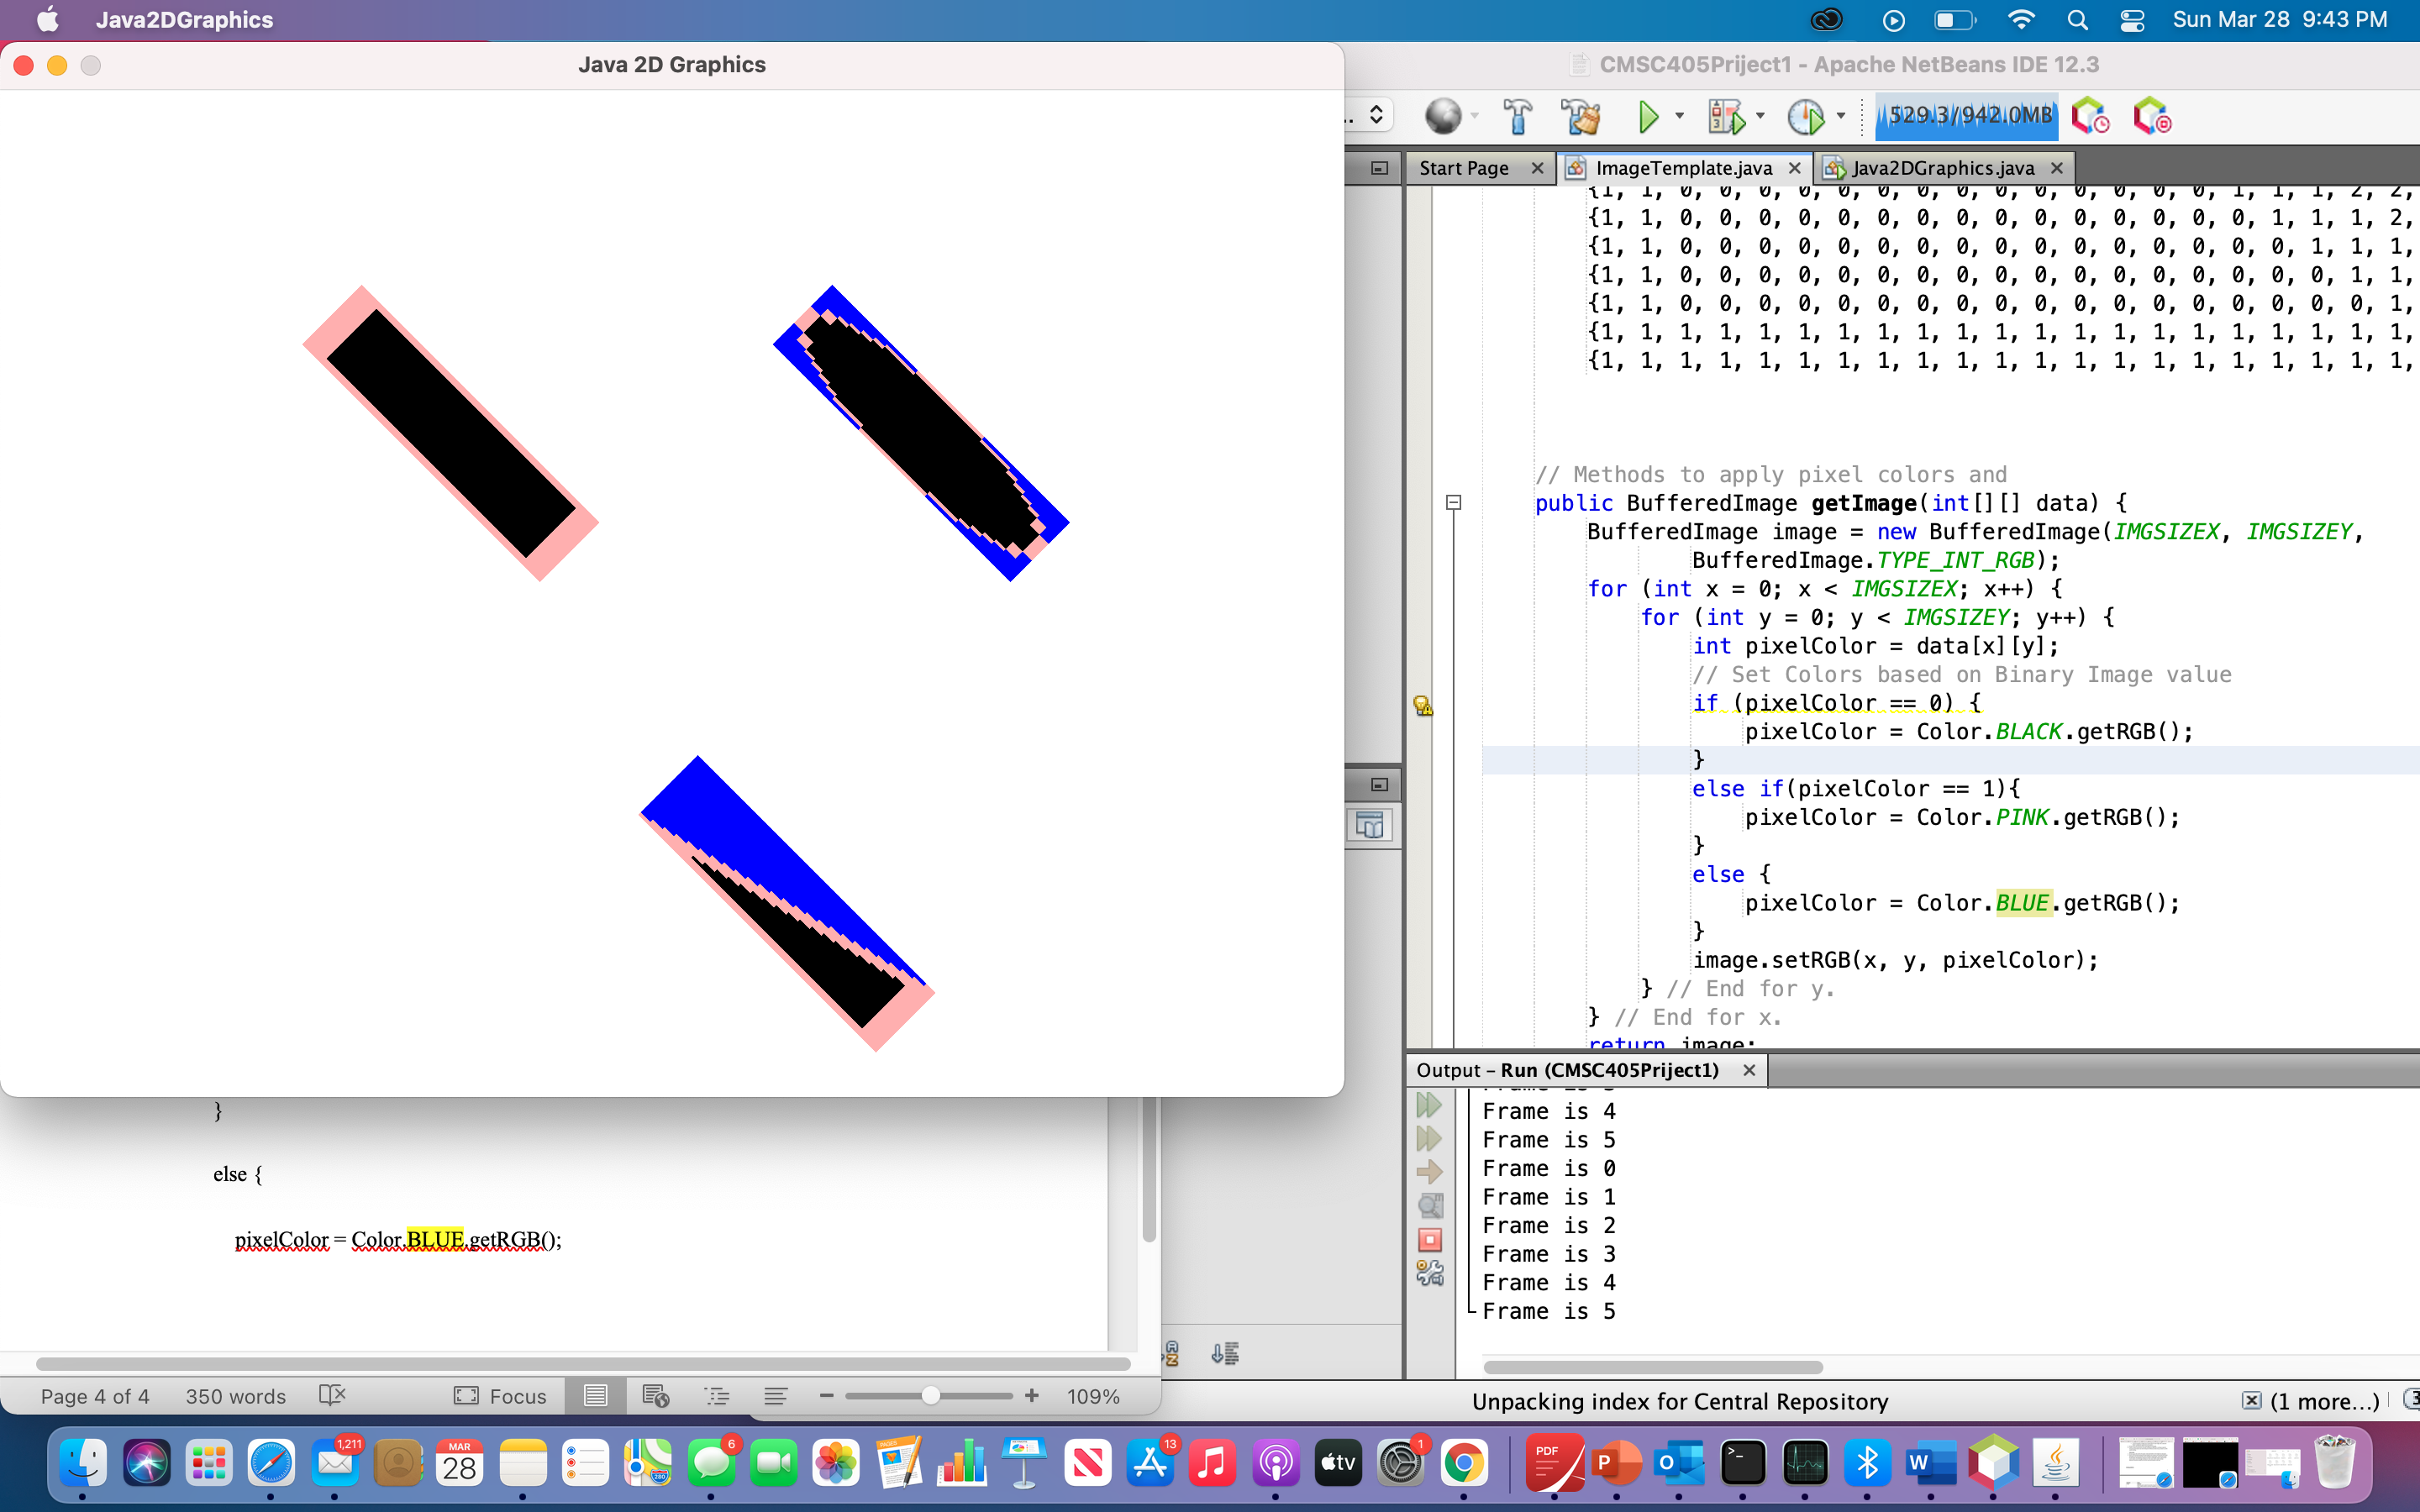 Java2DGraphics
Sun Mar 28 9:43 PM
Java 2D Graphics
CMSC405Priject1 - Apache NetBeans IDE 12.3
529.3/942.0MB
Start Page
ImageTemplate.java
Java2DGraphics.java
{1, 1, 0, 0, 0, 0, 0, 0, 0, 0, 0, 0, 0, 0, 0, 0, 1, 1, 1, 2, 2,
{1, 1, 0, 0, 0, 0, 0, 0, 0, 0, 0, 0, 0, 0, 0, 0, 0, 1, 1, 1, 2,
{1, 1, 0, 0, 0, 0, 0, 0, 0, 0, 0, 0, 0, 0, 0, 0, 0, 0, 1, 1, 1,
{1, 1, 0, 0, 0, 0, 0, 0, 0, 0, 0, 0, 0, 0, 0, 0, 0, 0, 0, 1, 1,
{1, 1, 0, 0, 0, 0, 0, 0, 0, 0, 0, 0, 0, 0, 0, 0, 0, 0, 0, 0, 1,
{1, 1, 1, 1, 1, 1, 1, 1, 1, 1, 1, 1, 1, 1, 1, 1, 1, 1, 1, 1, 1,
{1, 1, 1, 1, 1, 1, 1, 1, 1, 1, 1, 1, 1, 1, 1, 1, 1, 1, 1, 1, 1,
// Methods to apply pixel colors and
public BufferedImage getImage(int[][] data) {
BufferedImage image = new BufferedImage(IMGSIZEX, IMGSIZEY,
BufferedImage.TYPE_INT_RGB);
for (int x = 0; x < IMGSIZEX; x++) {
for (int y = 0; y < IMGSIZEY; y++) {
int pixelColor = data[x][y];
// Set Colors based on Binary Image value
if (pixelColor == 0) {
pixelColor = Color.BLACK.getRGB();
}
else if(pixelColor == 1){
pixelColor = Color.PINK.getRGB();
}
else {
pixelColor = Color.BLUE.getRGB();
}
image.setRGB(x, y, pixelColor);
} // End for y.
} // End for x.
return image;
Output - Run (CMSC405Priject1)
Frame is 4
Frame is 5
Frame is 0
Frame is 1
Frame is 2
Frame is 3
Frame is 4
Frame is 5
}
else {
pixelColor = Color.BLUE.getRGB();
Page 4 of 4
350 words
Focus
109%
Unpacking index for Central Repository
(1 more...)
1,211
MAR
28
6
13
tv
1
PDF
P
O
W